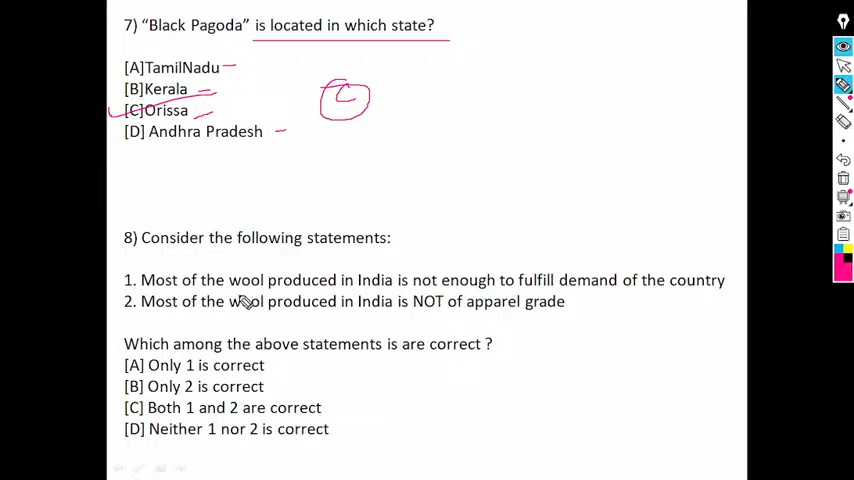 7) “Black Pagoda” is located in which state?
[A]TamilNadu
[B]Kerala
[C]Orissa
C
[D] Andhra Pradesh
8) Consider the following statements:
1. Most of the wool produced in India is not enough to fulfill demand of the country
2. Most of the wool produced in India is NOT of apparel grade
Which among the above statements is are correct ?
[A] Only 1 is correct
[B] Only 2 is correct
[C] Both 1 and 2 are correct
[D] Neither 1 nor 2 is correct